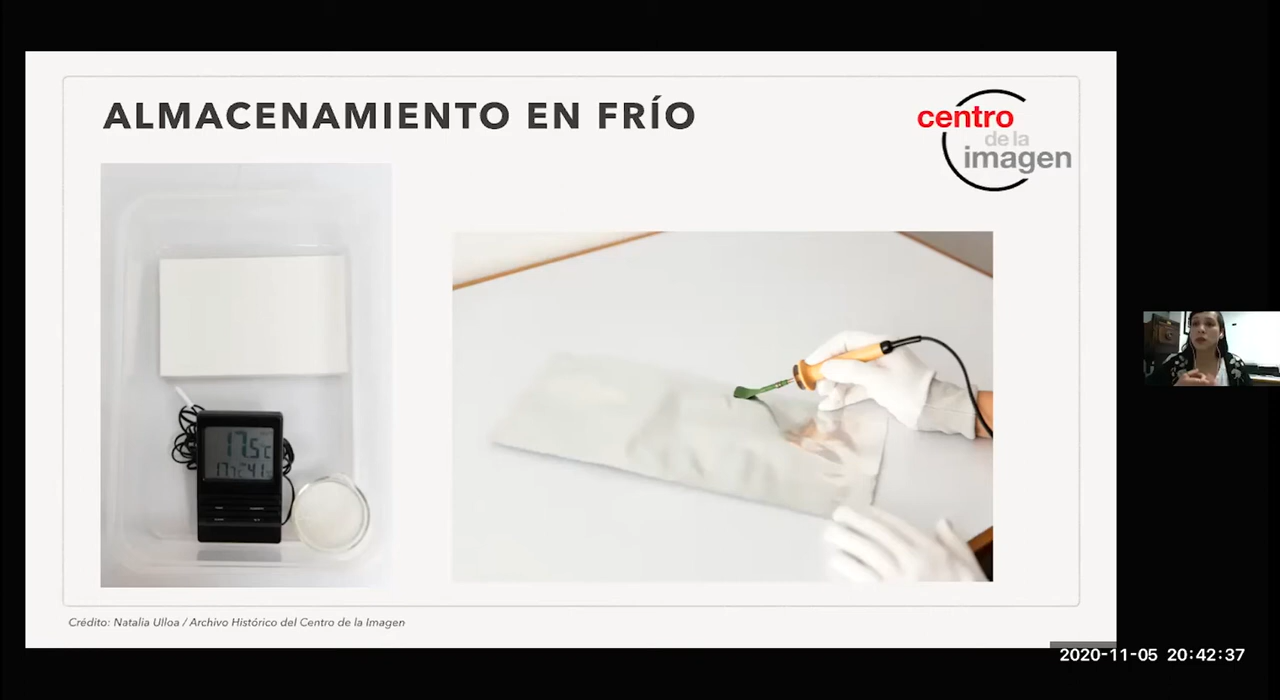 ALMACENAMIENTO EN FRÍO
centro
de la
imagen
17.5c
Crédito: Natalia Ulloa / Archivo Histórico del Centro de la Imagen
2020-11-05 20:42:37